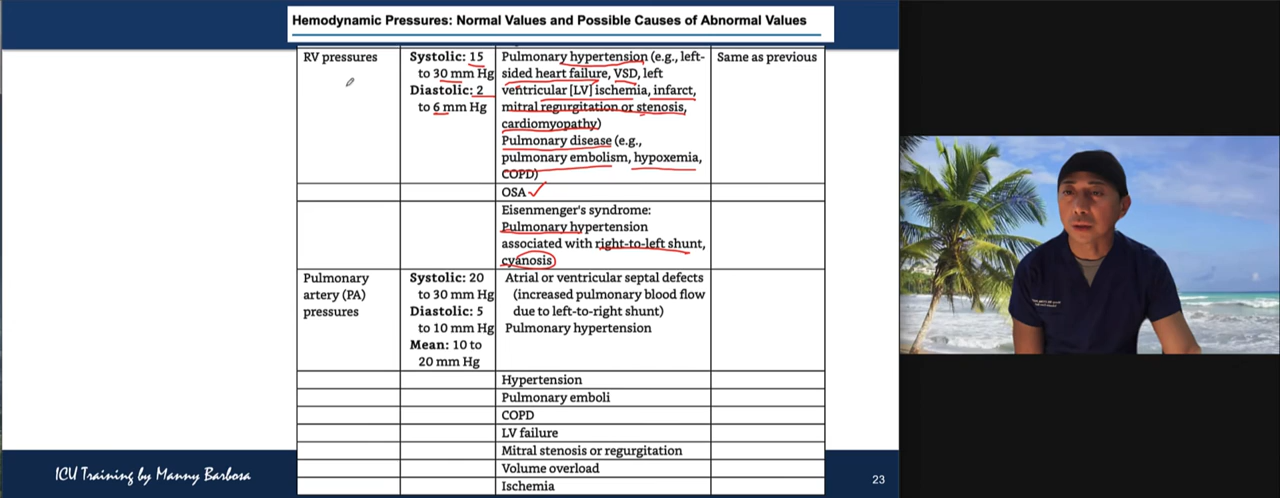 Hemodynamic Pressures: Normal Values and Possible Causes of Abnormal Values
RV pressures
Systolic: 15
to 30 mm Hg
Diastolic: 2
to 6 mm Hg
Pulmonary hypertension (e.g., left-
sided heart failure, VSD, left
ventricular [LV] ischemia, infarct,
mitral regurgitation or stenosis,
cardiomyopathy)
Pulmonary disease (e.g.,
pulmonary embolism, hypoxemia,
COPD)
Same as previous
OSA
Eisenmenger's syndrome:
Pulmonary hypertension
associated with right-to-left shunt,
cyanosis
Pulmonary
artery (PA)
pressures
Systolic: 20
to 30 mm Hg
Diastolic: 5
to 10 mm Hg
Mean: 10 to
20 mm Hg
Atrial or ventricular septal defects
(increased pulmonary blood flow
due to left-to-right shunt)
Pulmonary hypertension
Hypertension
Pulmonary emboli
COPD
LV failure
Mitral stenosis or regurgitation
Volume overload
Ischemia
ICU Training by Manny Barbosa
23